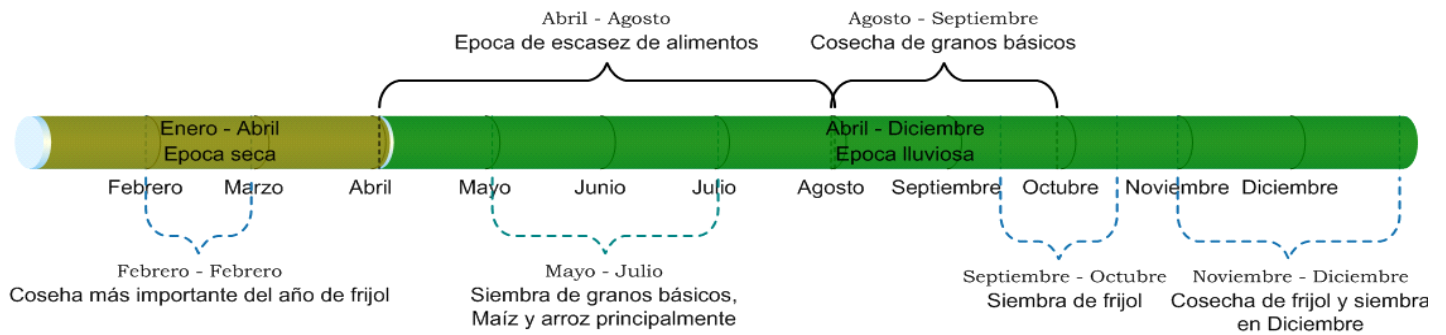 Abril - Agosto
Epoca de escasez de alimentos
Agosto - Septiembre
Cosecha de granos básicos
Enero - Abril
Epoca seca
Abril - Diciembre
Epoca lluviosa
Febrero
Marzo
Abril
Mayo
Junio
Julio
Agosto
Septiembre
Octubre
Noviembre
Diciembre
Febrero - Febrero
Coseha más importante del año de frijol
Mayo - Julio
Siembra de granos básicos,
Maíz y arroz principalmente
Septiembre - Octubre
Siembra de frijol
Noviembre - Diciembre
Cosecha de frijol y siembra
en Diciembre